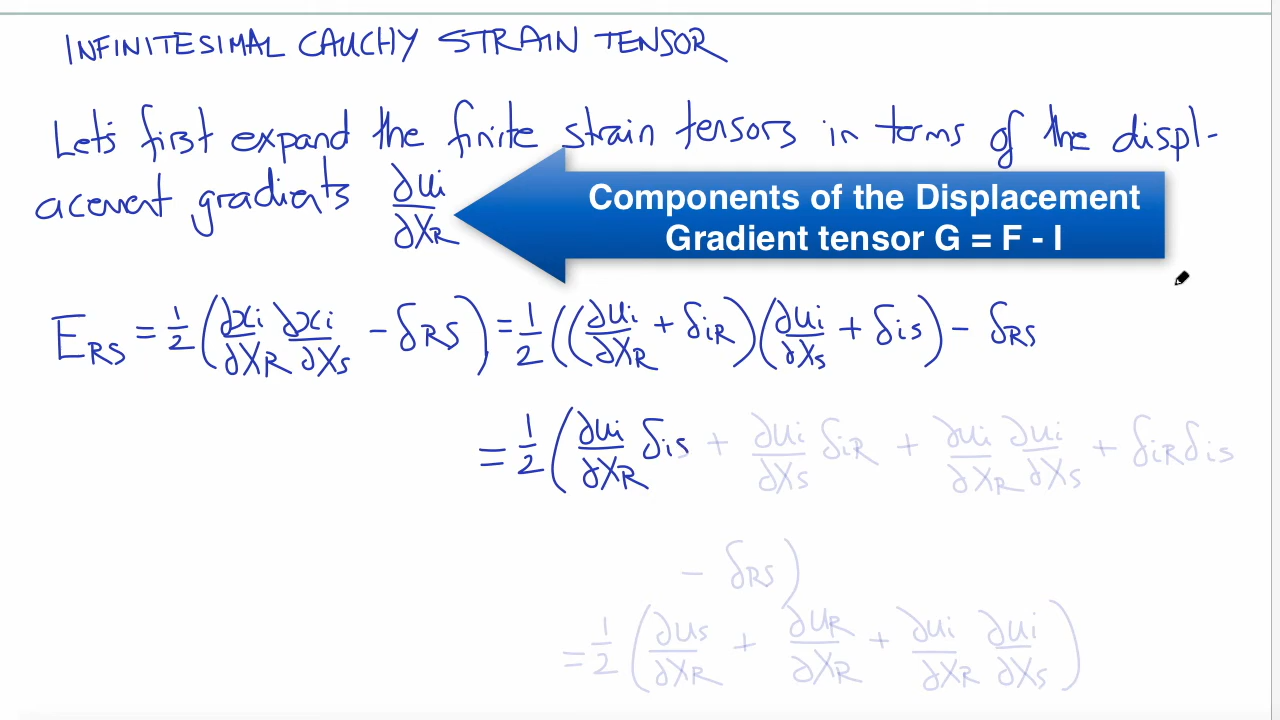 INFINITESIMAL CAUCHY STRAIN TENSOR
Let's first expand the finite strain tensors in terms of the displ-
acement gradients ∂ui/∂XR
Components of the Displacement
Gradient tensor G = F - I
ERS = 1/2 (∂xi/∂XR ∂xi/∂XS - δRS) = 1/2 ((∂ui/∂XR + δiR)(∂ui/∂XS + δis) - δRS
= 1/2 (∂ui/∂XR δis + ∂ui/∂XS δiR + ∂ui/∂XR ∂ui/∂XS + δiR δis
- δRS)
= 1/2 (∂us/∂XR + ∂uR/∂XR + ∂ui/∂XR ∂ui/∂XS)